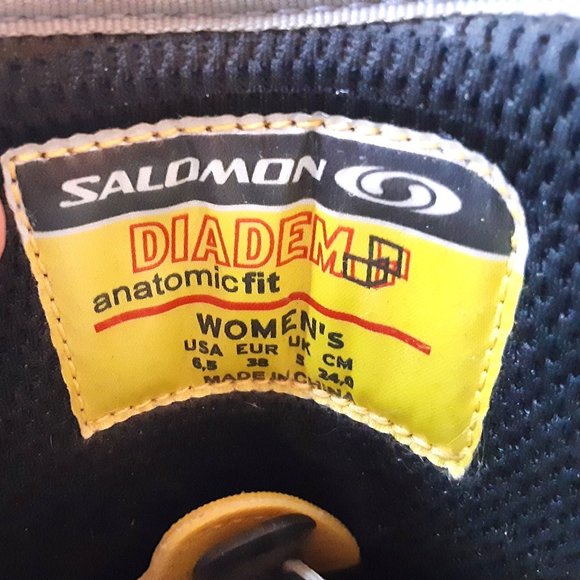 SALOMON
DIADEM
anatomicfit
WOMEN'S
USA EUR UK CM
6,5 38 5 24,0
MADE IN CHINA